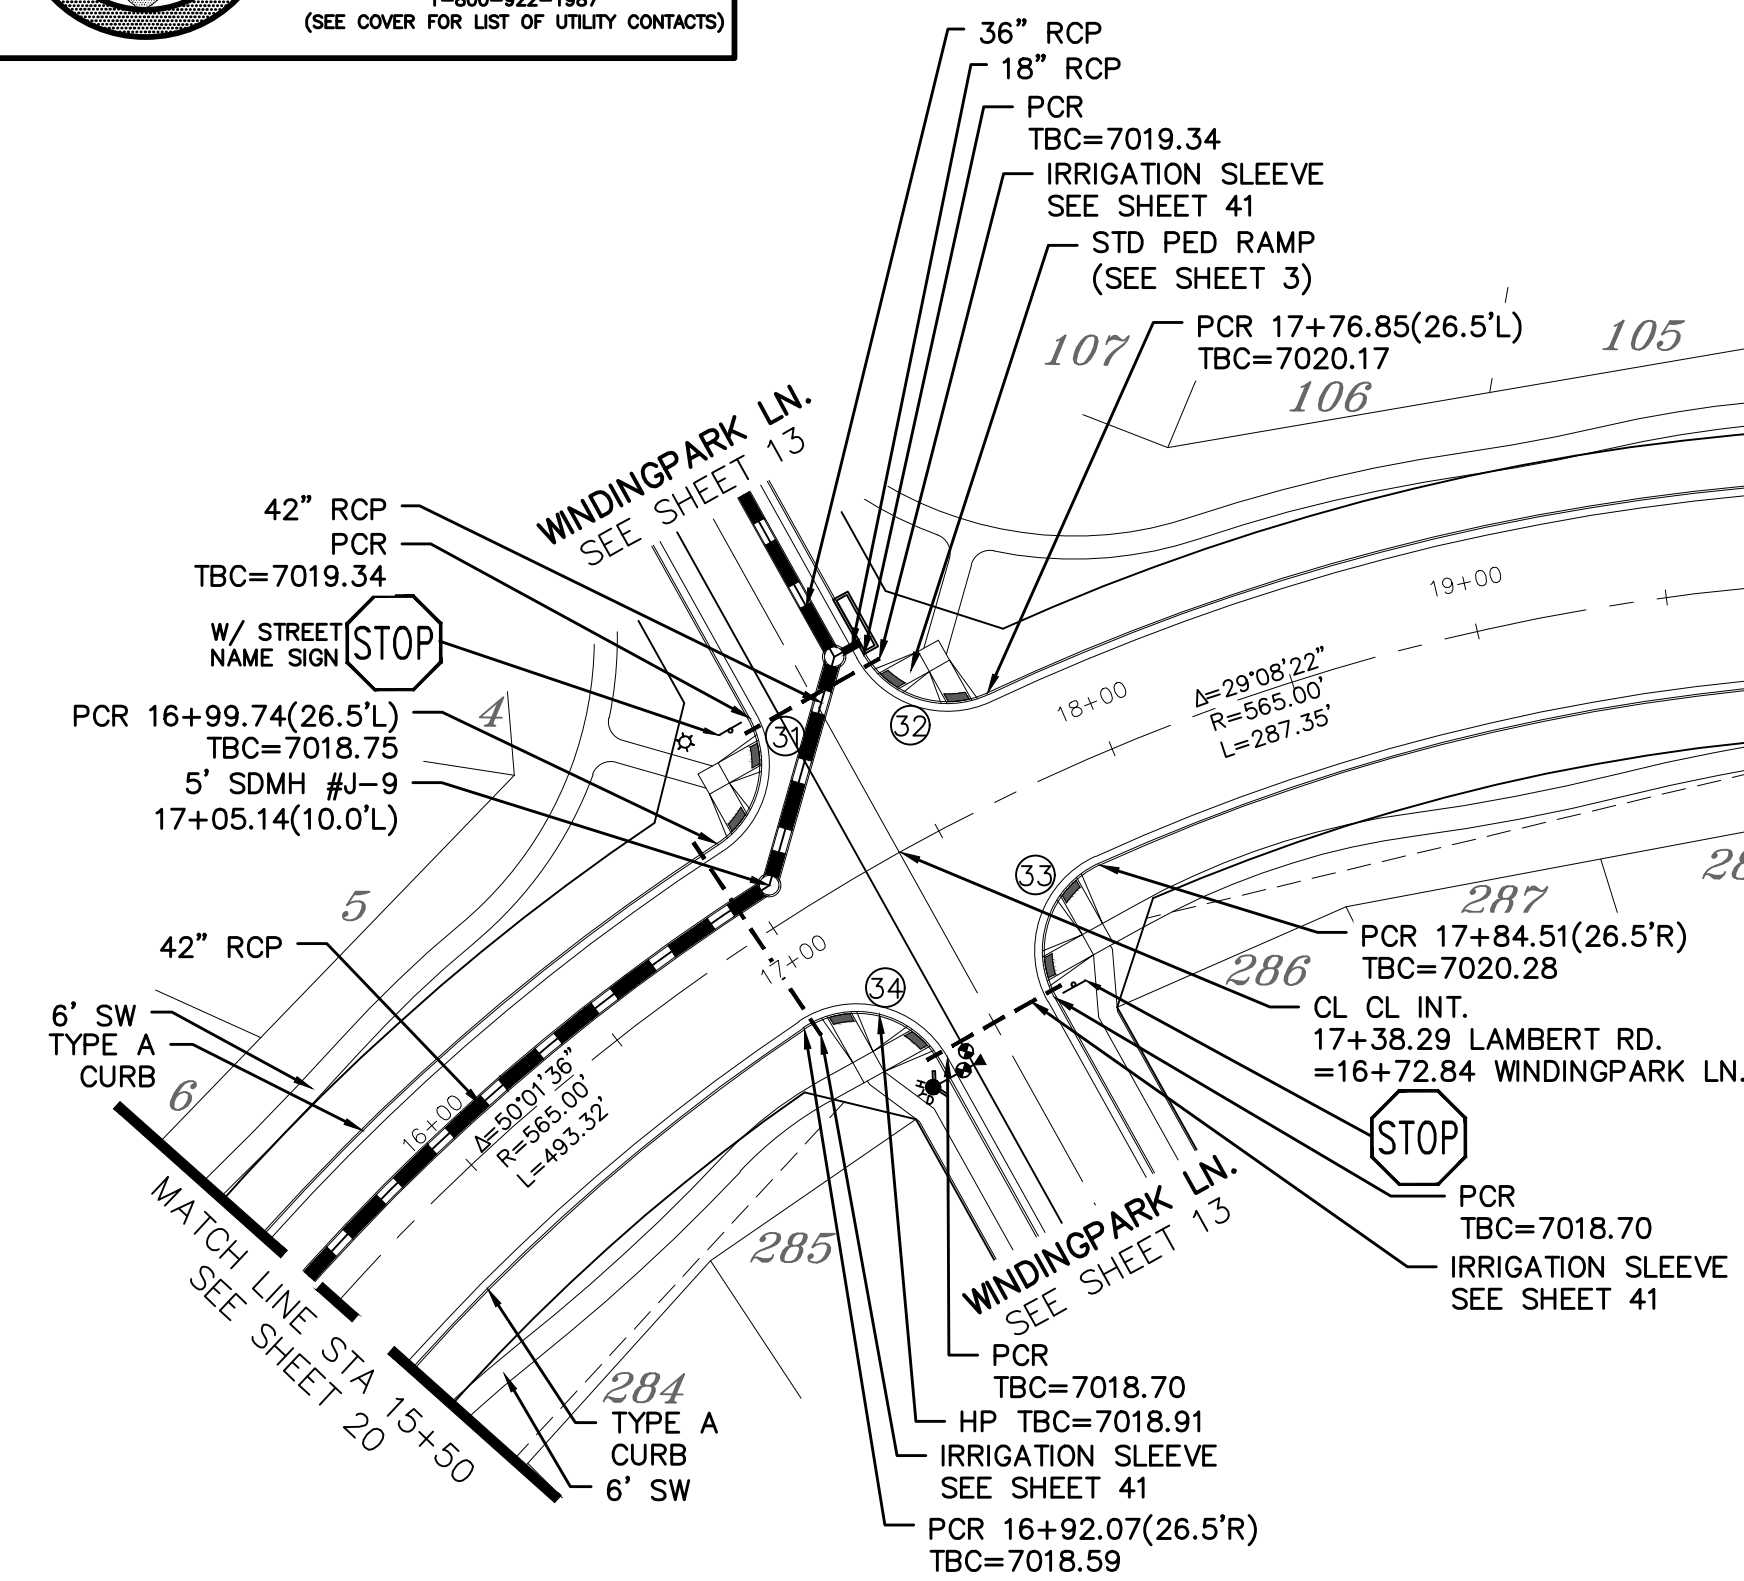 1-800-922-1987
(SEE COVER FOR LIST OF UTILITY CONTACTS)
36" RCP
18" RCP
PCR
TBC=7019.34
IRRIGATION SLEEVE
SEE SHEET 41
STD PED RAMP
(SEE SHEET 3)
PCR 17+76.85(26.5'L)
TBC=7020.17
107
106
105
WINDINGPARK LN.
SEE SHEET 13
42" RCP
PCR
TBC=7019.34
W/ STREET
NAME SIGN
STOP
PCR 16+99.74(26.5'L)
TBC=7018.75
5' SDMH #J-9
17+05.14(10.0'L)
4
5
6
31
32
33
34
19+00
18+00
17+00
16+00
Δ=29°08'22"
R=565.00'
L=287.35'
42" RCP
6' SW
TYPE A
CURB
Δ=50°01'36"
R=565.00'
L=493.32'
HYD
287
286
285
284
PCR 17+84.51(26.5'R)
TBC=7020.28
CL CL INT.
17+38.29 LAMBERT RD.
=16+72.84 WINDINGPARK LN.
STOP
PCR
TBC=7018.70
IRRIGATION SLEEVE
SEE SHEET 41
WINDINGPARK LN.
SEE SHEET 13
MATCH LINE STA 15+50
SEE SHEET 20
TYPE A
CURB
6' SW
PCR
TBC=7018.70
HP TBC=7018.91
IRRIGATION SLEEVE
SEE SHEET 41
PCR 16+92.07(26.5'R)
TBC=7018.59